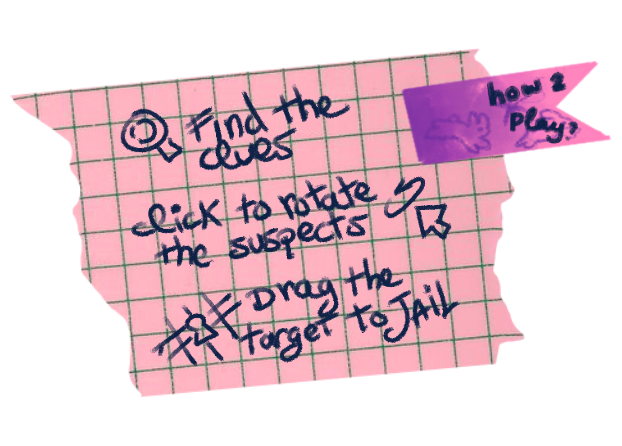 how 2
play?
Find the
clues
click to rotate
the suspects
Drag the
target to JAIL